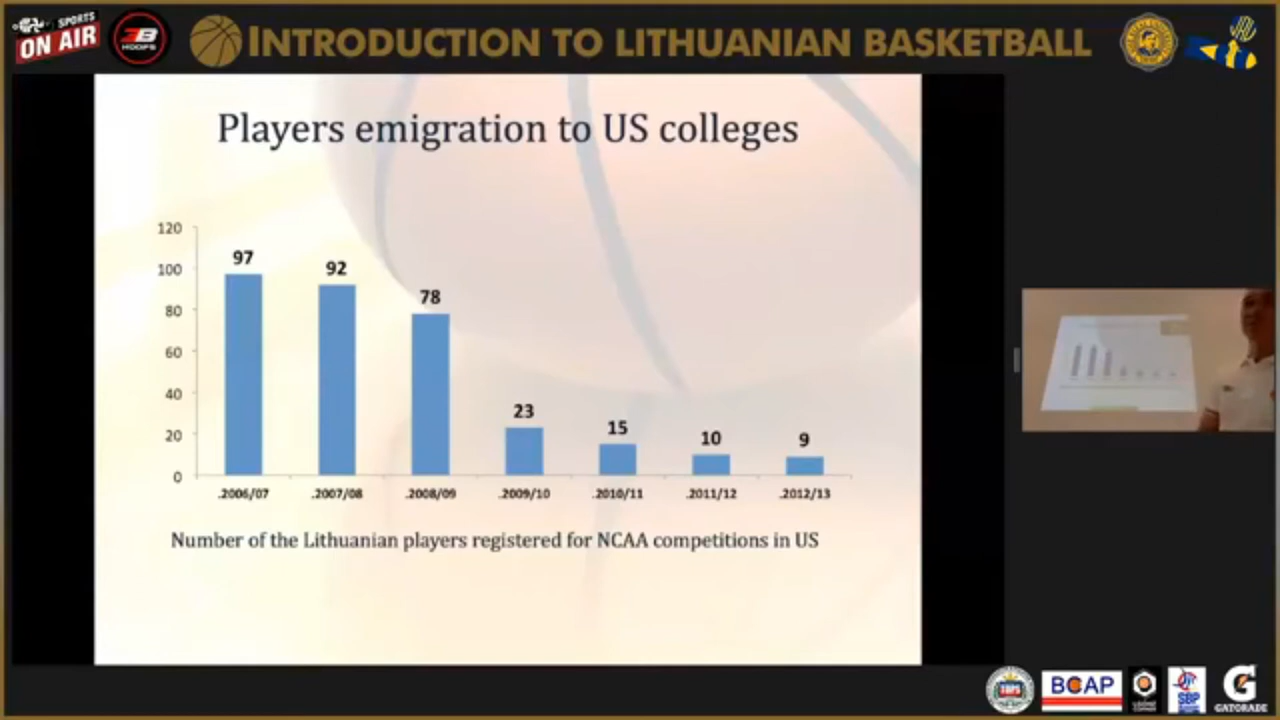 SPORTS
ON AIR
3B
HOOPS
INTRODUCTION TO LITHUANIAN BASKETBALL
Players emigration to US colleges
120
100
80
60
40
20
0
97
92
78
23
15
10
9
.2006/07 .2007/08 .2008/09 .2009/10 .2010/11 .2011/12 .2012/13
Number of the Lithuanian players registered for NCAA competitions in US
TOPS
BCAP
SBP
G
GATORADE